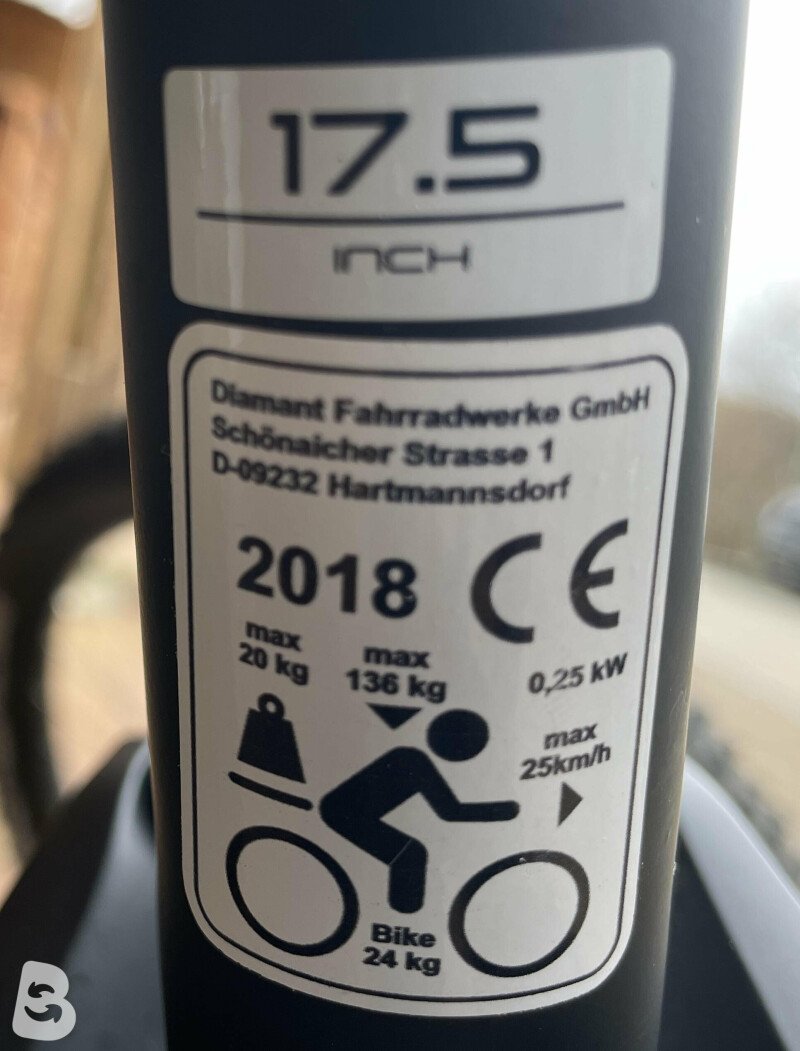 17.5
INCH
Diamant Fahrradwerke GmbH
Schönaicher Strasse 1
D-09232 Hartmannsdorf
2018 CE
max
20 kg
max
136 kg
0,25 kW
max
25km/h
Bike
24 kg
B